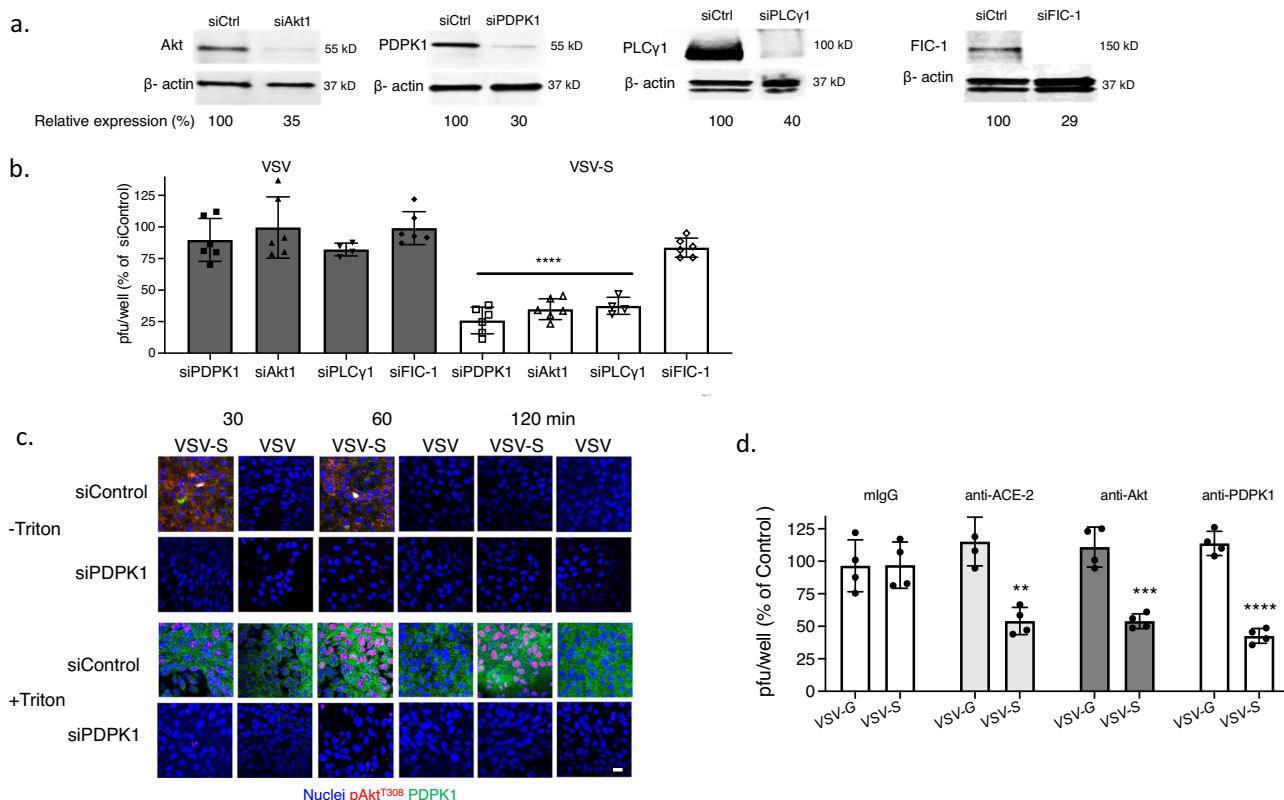 a.
siCtrl siAkt1
Akt 55 kD
β- actin 37 kD
Relative expression (%) 100 35
siCtrl siPDPK1
PDPK1 55 kD
β- actin 37 kD
100 30
siCtrl siPLCγ1
PLCγ1 100 kD
β- actin 37 kD
100 40
siCtrl siFIC-1
FIC-1 150 kD
β- actin 37 kD
100 29
b.
VSV VSV-S
pfu/well (% of siControl)
125
100
75
50
25
0
****
siPDPK1 siAkt1 siPLCγ1 siFIC-1 siPDPK1 siAkt1 siPLCγ1 siFIC-1
c.
30 60 120 min
VSV-S VSV VSV-S VSV VSV-S VSV
siControl
-Triton
siPDPK1
siControl
+Triton
siPDPK1
Nuclei pAktT308 PDPK1
d.
mIgG anti-ACE-2 anti-Akt anti-PDPK1
pfu/well (% of Control )
125
100
75
50
25
0
** *** ****
VSV-G VSV-S VSV-G VSV-S VSV-G VSV-S VSV-G VSV-S